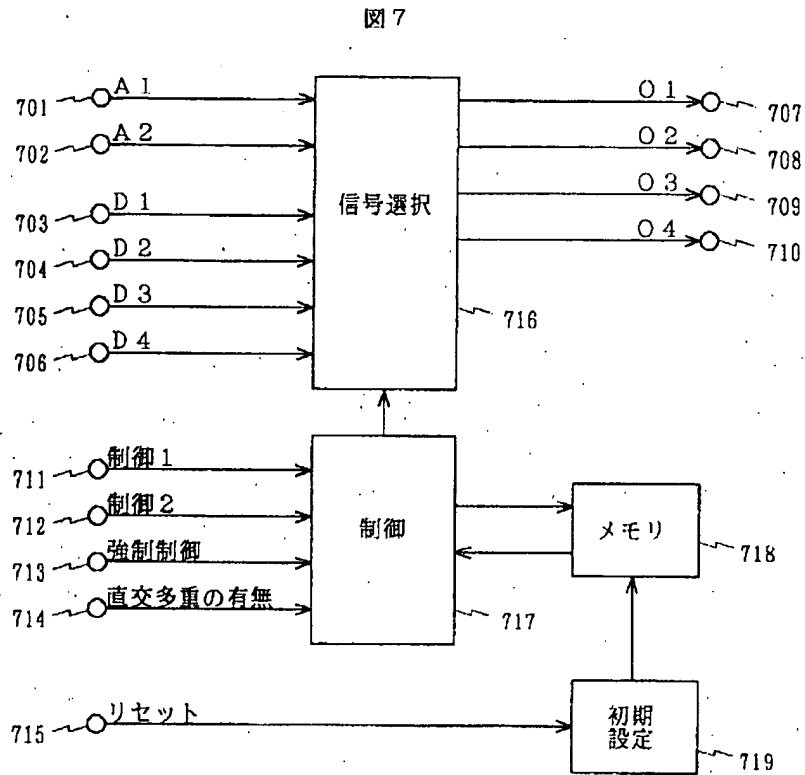 図7
A1
701
A2
702
D1
703
D2
704
D3
705
D4
706
信号選択
716
O1
707
O2
708
O3
709
O4
710
制御1
711
制御2
712
強制制御
713
直交多重の有無
714
制御
717
メモリ
718
リセット
715
初期
設定
719